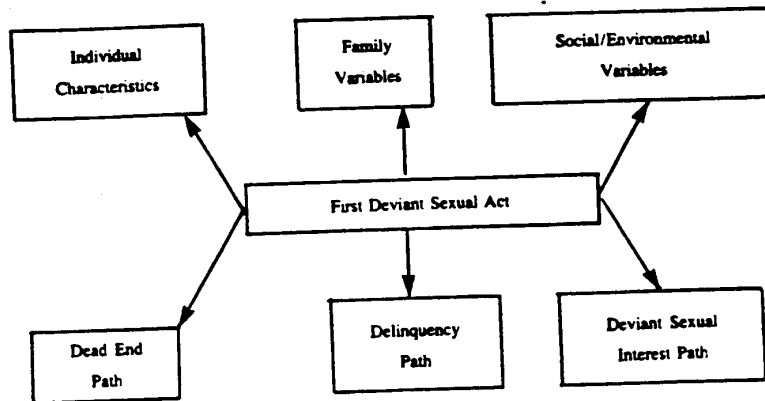 Individual
Characteristics
Family
Variables
Social/Environmental
Variables
First Deviant Sexual Act
Dead End
Path
Delinquency
Path
Deviant Sexual
Interest Path